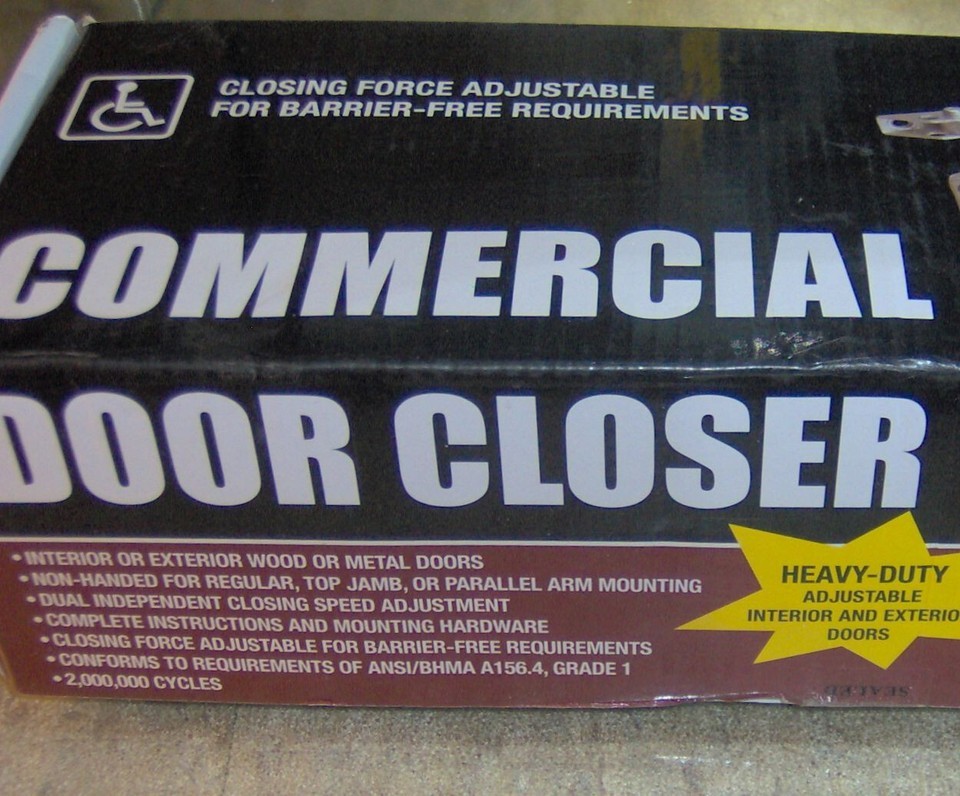 CLOSING FORCE ADJUSTABLE
FOR BARRIER-FREE REQUIREMENTS
COMMERCIAL
DOOR CLOSER
• INTERIOR OR EXTERIOR WOOD OR METAL DOORS
• NON-HANDED FOR REGULAR, TOP JAMB, OR PARALLEL ARM MOUNTING
• DUAL INDEPENDENT CLOSING SPEED ADJUSTMENT
• COMPLETE INSTRUCTIONS AND MOUNTING HARDWARE
• CLOSING FORCE ADJUSTABLE FOR BARRIER-FREE REQUIREMENTS
• CONFORMS TO REQUIREMENTS OF ANSI/BHMA A156.4, GRADE 1
• 2,000,000 CYCLES
HEAVY-DUTY
ADJUSTABLE
INTERIOR AND EXTERIO
DOORS
SEALED